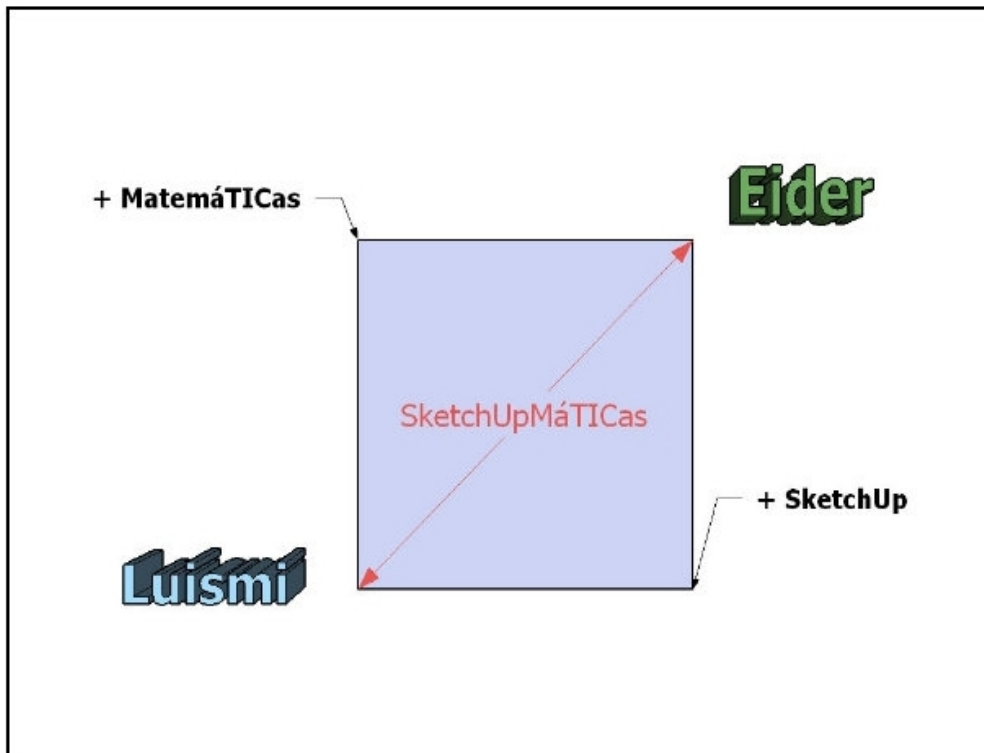 Eider
+ MatemáTICas
SketchUpMáTICas
+ SketchUp
Luismi